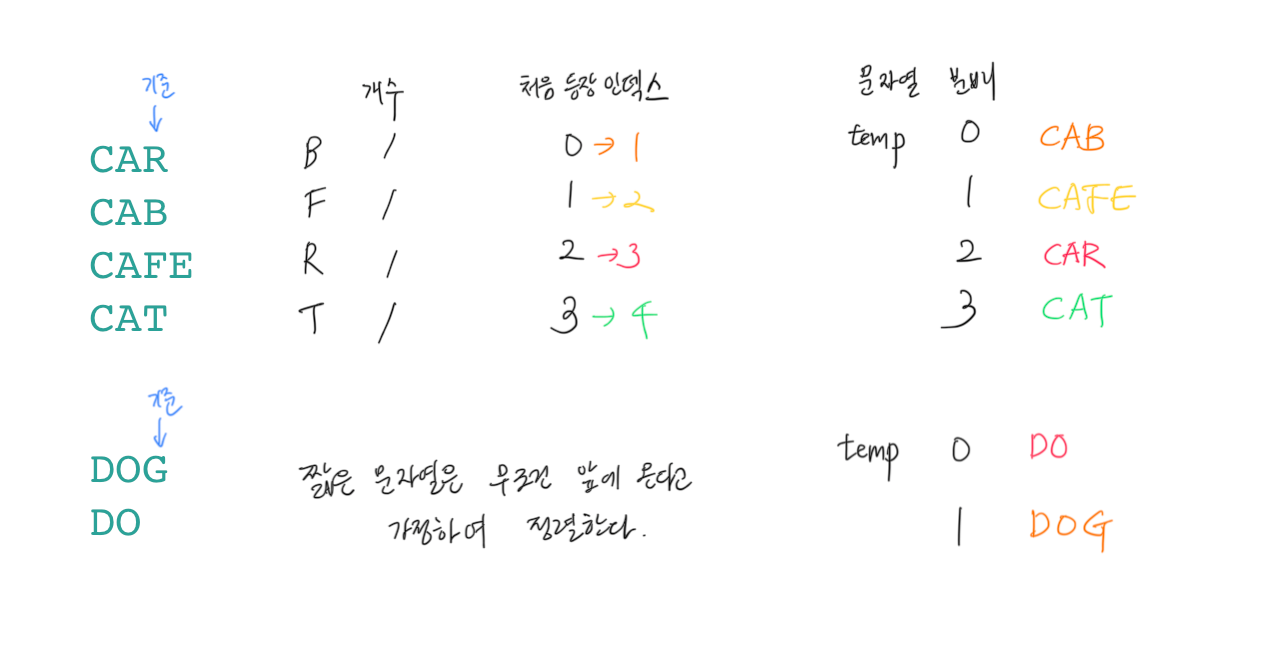 기준
개수 처음 등장 인덱스 문자열 분배
CAR B / 0 → 1 temp 0 CAB
CAB F / 1 → 2 1 CAFE
CAFE R / 2 → 3 2 CAR
CAT T / 3 → 4 3 CAT
기준
DOG 짧은 문자열은 무조건 앞에 온다고 temp 0 DO
DO 가정하여 정렬한다. 1 DOG